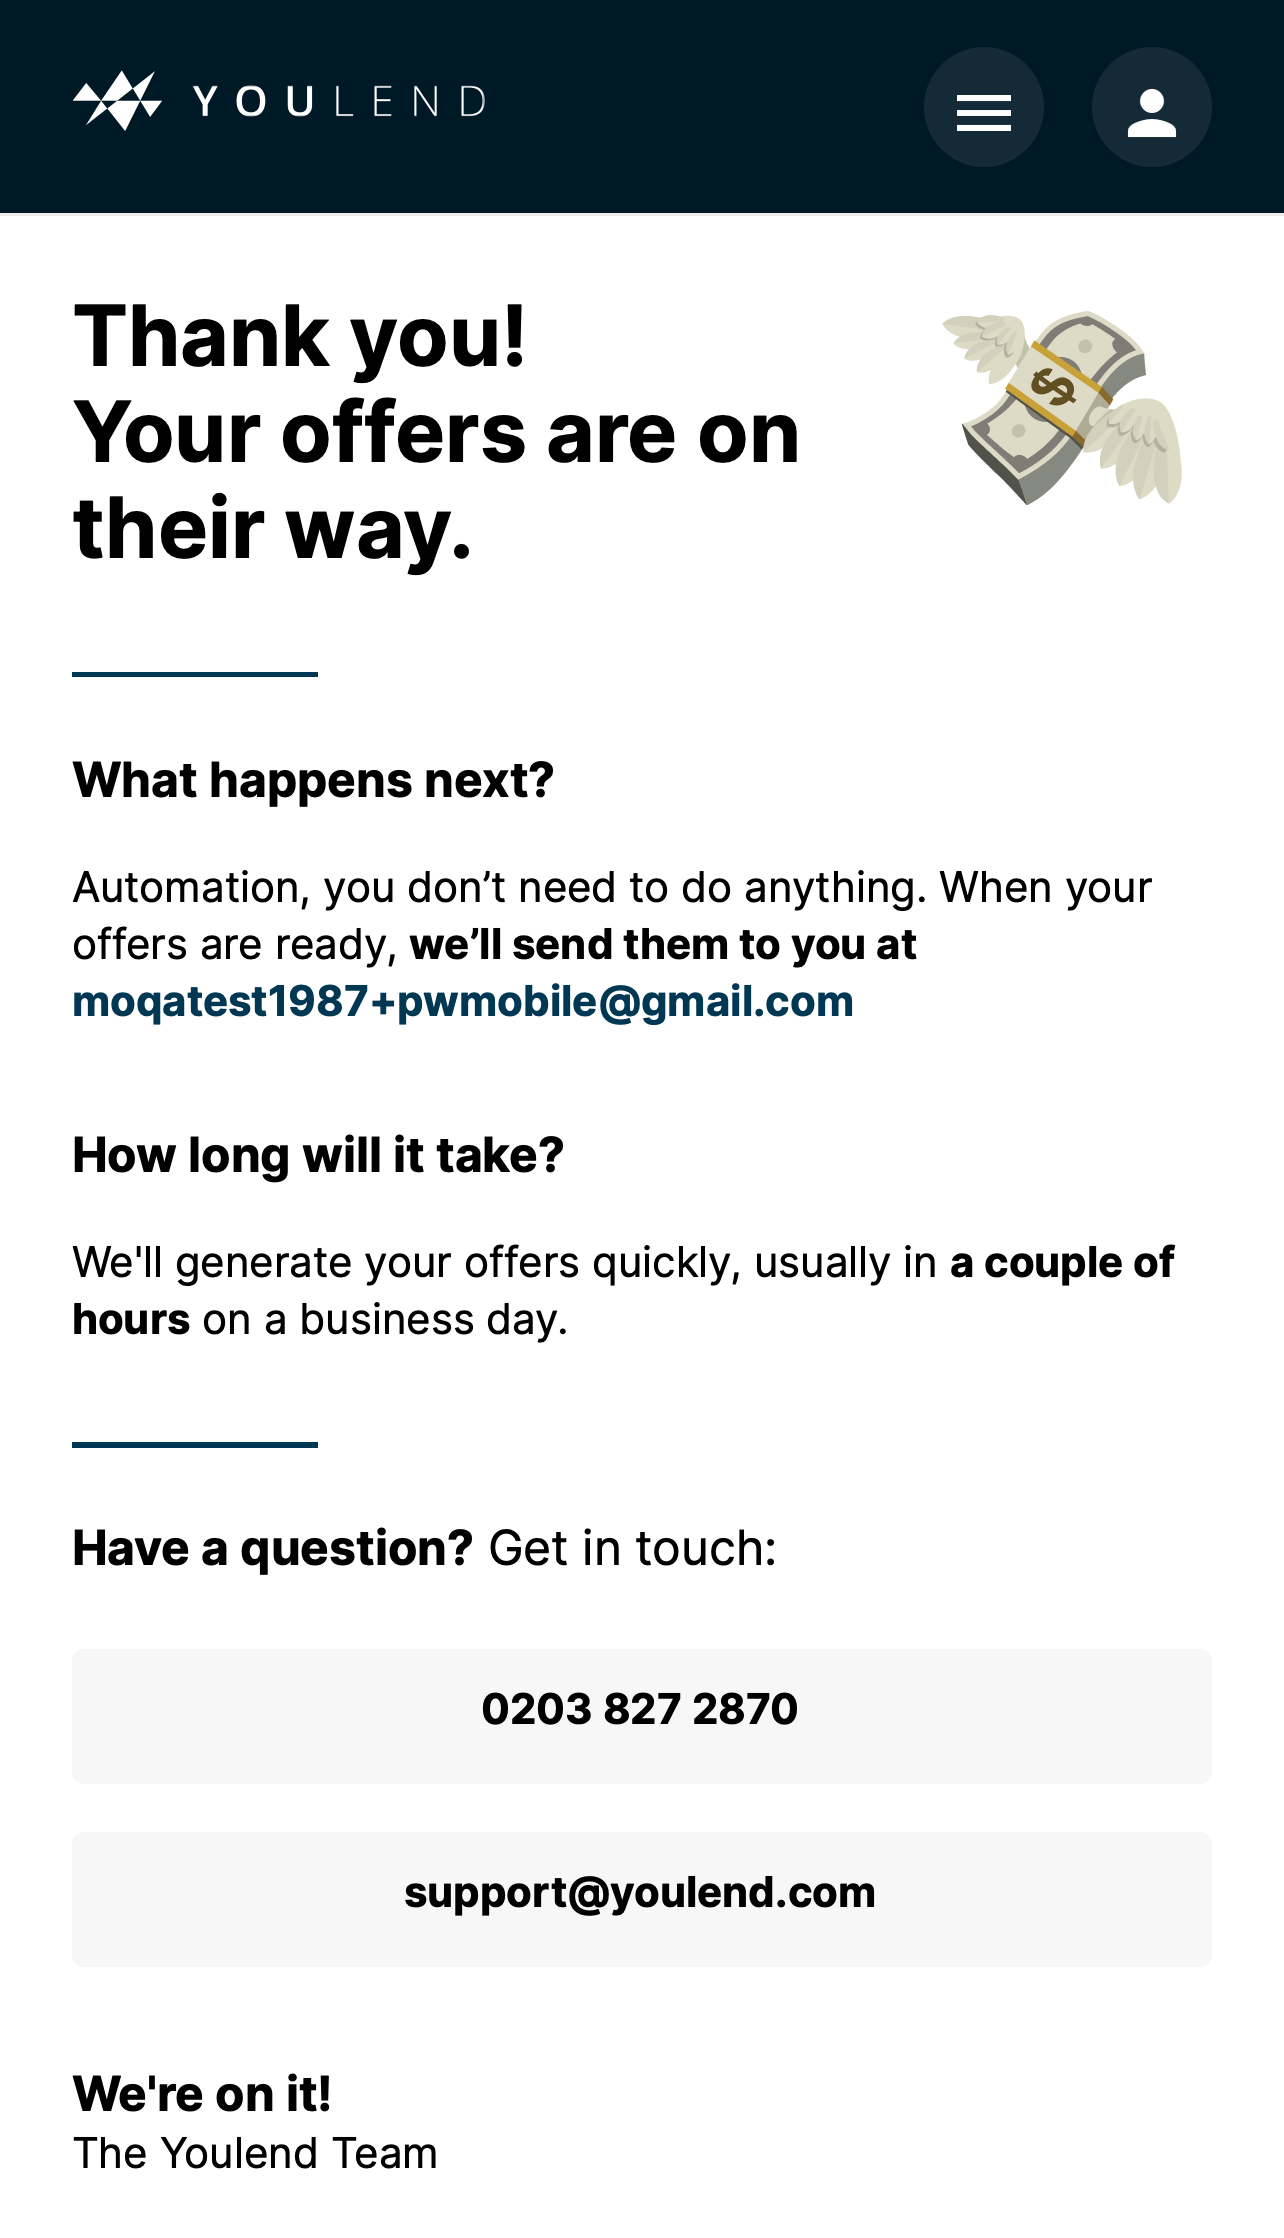 YOULEND
Thank you!
Your offers are on
their way.
$
What happens next?
Automation, you don’t need to do anything. When your
offers are ready, we’ll send them to you at
moqatest1987+pwmobile@gmail.com
How long will it take?
We'll generate your offers quickly, usually in a couple of
hours on a business day.
Have a question? Get in touch:
0203 827 2870
support@youlend.com
We're on it!
The Youlend Team